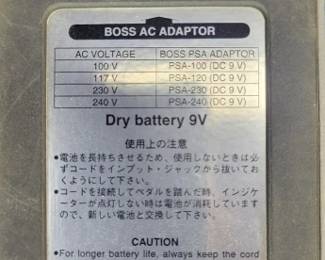 BOSS AC ADAPTOR
AC VOLTAGE BOSS PSA ADAPTOR
100 V PSA-100 (DC 9 V)
117 V PSA-120 (DC 9 V)
230 V PSA-230 (DC 9 V)
240 V PSA-240 (DC 9 V)
Dry battery 9V
使用上の注意
●電池を長持ちさせるため、使用しないときは必
ずコードをインプット・ジャックから抜いてお
くようにして下さい。
●コードを接続してペダルを踏んだ時、インジケ
ーターが点灯しない時は電池が消耗しています
ので、新しい電池と交換して下さい。
CAUTION
●For longer battery life, always keep the cord